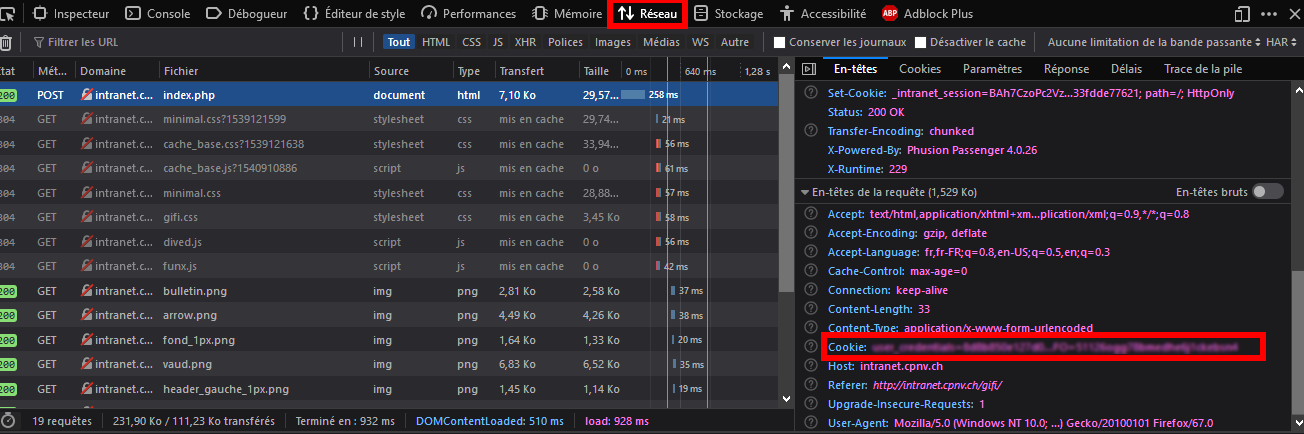 Inspecteur Console Débogueur Éditeur de style Performances Mémoire Réseau Stockage Accessibilité ABP Adblock Plus
Filtrer les URL Tout HTML CSS JS XHR Polices Images Médias WS Autre Conserver les journaux Désactiver le cache Aucune limitation de la bande passante HAR
État Mét... Domaine Fichier Source Type Transfert Taille 0 ms 640 ms 1,28 s
200 POST intranet.c... index.php document html 7,10 Ko 29,57... 258 ms
304 GET intranet.c... minimal.css?1539121599 stylesheet css mis en cache 29,74... 21 ms
304 GET intranet.c... cache_base.css?1539121638 stylesheet css mis en cache 33,94... 56 ms
304 GET intranet.c... cache_base.js?1540910886 script js mis en cache 0 o 61 ms
304 GET intranet.c... minimal.css stylesheet css mis en cache 28,88... 57 ms
304 GET intranet.c... gifi.css stylesheet css mis en cache 3,45 Ko 58 ms
304 GET intranet.c... dived.js script js mis en cache 0 o 56 ms
304 GET intranet.c... funx.js script js mis en cache 0 o 42 ms
200 GET intranet.c... bulletin.png img png 2,81 Ko 2,58 Ko 37 ms
200 GET intranet.c... arrow.png img png 4,49 Ko 4,26 Ko 38 ms
200 GET intranet.c... fond_1px.png img png 1,64 Ko 1,33 Ko 20 ms
200 GET intranet.c... vaud.png img png 6,83 Ko 6,52 Ko 35 ms
200 GET intranet.c... header_gauche_1px.png img png 1,45 Ko 1,14 Ko 19 ms
19 requêtes 231,90 Ko / 111,23 Ko transférés Terminé en : 932 ms DOMContentLoaded: 510 ms load: 928 ms
En-têtes Cookies Paramètres Réponse Délais Trace de la pile
Set-Cookie: _intranet_session=BAh7CzoPc2Vz...33fdde77621; path=/; HttpOnly
Status: 200 OK
Transfer-Encoding: chunked
X-Powered-By: Phusion Passenger 4.0.26
X-Runtime: 229
En-têtes de la requête (1,529 Ko) En-têtes bruts
Accept: text/html,application/xhtml+xm...plication/xml;q=0.9,*/*;q=0.8
Accept-Encoding: gzip, deflate
Accept-Language: fr,fr-FR;q=0.8,en-US;q=0.5,en;q=0.3
Cache-Control: max-age=0
Connection: keep-alive
Content-Length: 33
Content-Type: application/x-www-form-urlencoded
Cookie:
Host: intranet.cpnv.ch
Referer: http://intranet.cpnv.ch/gifi/
Upgrade-Insecure-Requests: 1
User-Agent: Mozilla/5.0 (Windows NT 10.0; ...) Gecko/20100101 Firefox/67.0